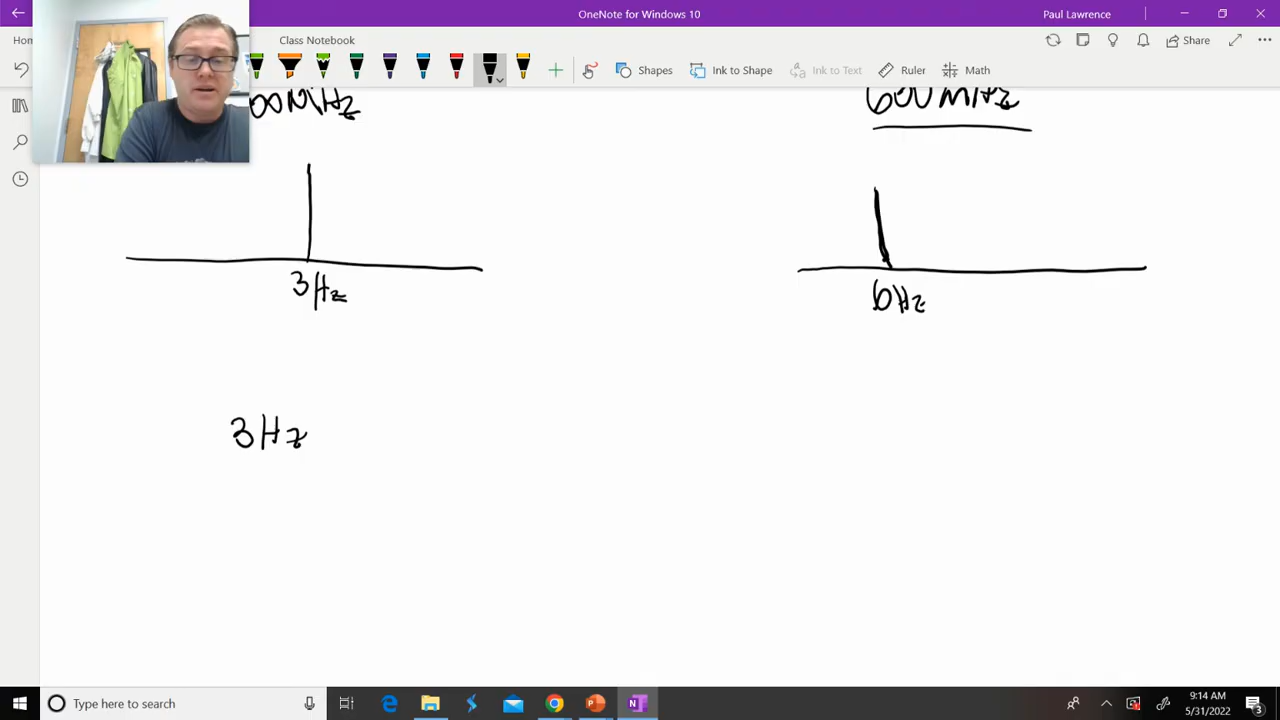 OneNote for Windows 10
Paul Lawrence
Class Notebook
Share
Shapes
Ink to Shape
Ink to Text
Ruler
Math
600MHz
3Hz
6Hz
3Hz
Type here to search
9:14 AM
5/31/2022
3